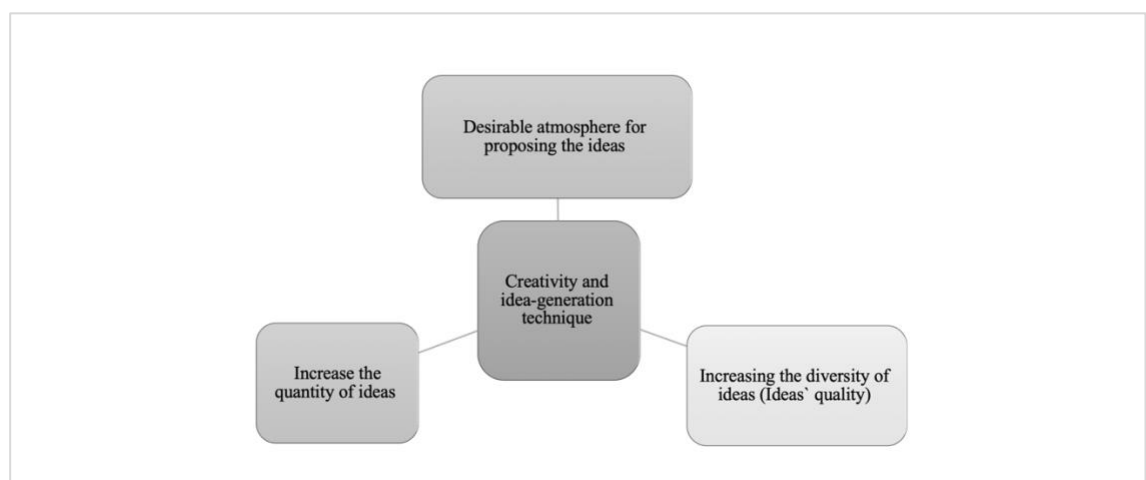 Desirable atmosphere for
proposing the ideas
Creativity and
idea-generation
technique
Increase the
quantity of ideas
Increasing the diversity of
ideas (Ideas` quality)